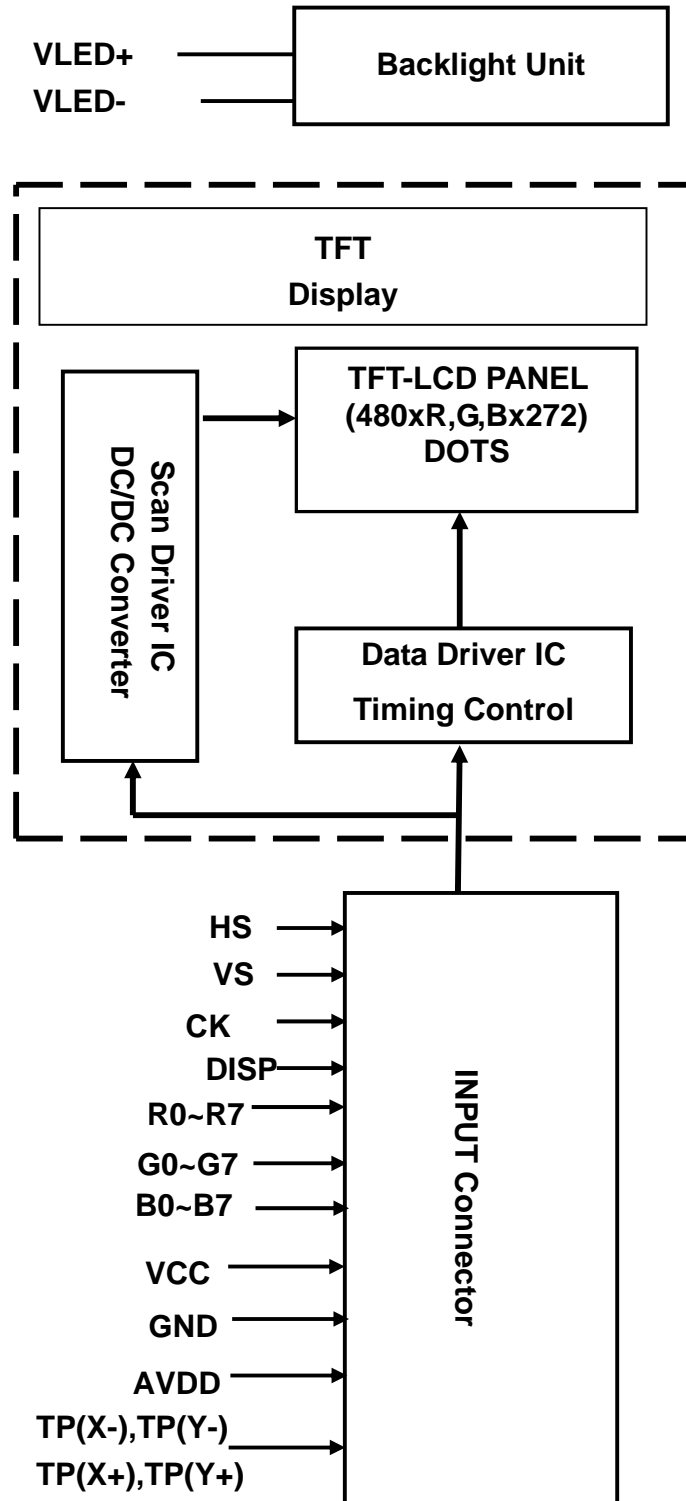 VLED+
VLED-
Backlight Unit
TFT
Display
TFT-LCD PANEL
(480xR,G,Bx272)
DOTS
Scan Driver IC
DC/DC Converter
Data Driver IC
Timing Control
HS
VS
CK
DISP
R0~R7
G0~G7
B0~B7
VCC
GND
AVDD
TP(X-),TP(Y-)
TP(X+),TP(Y+)
INPUT Connector